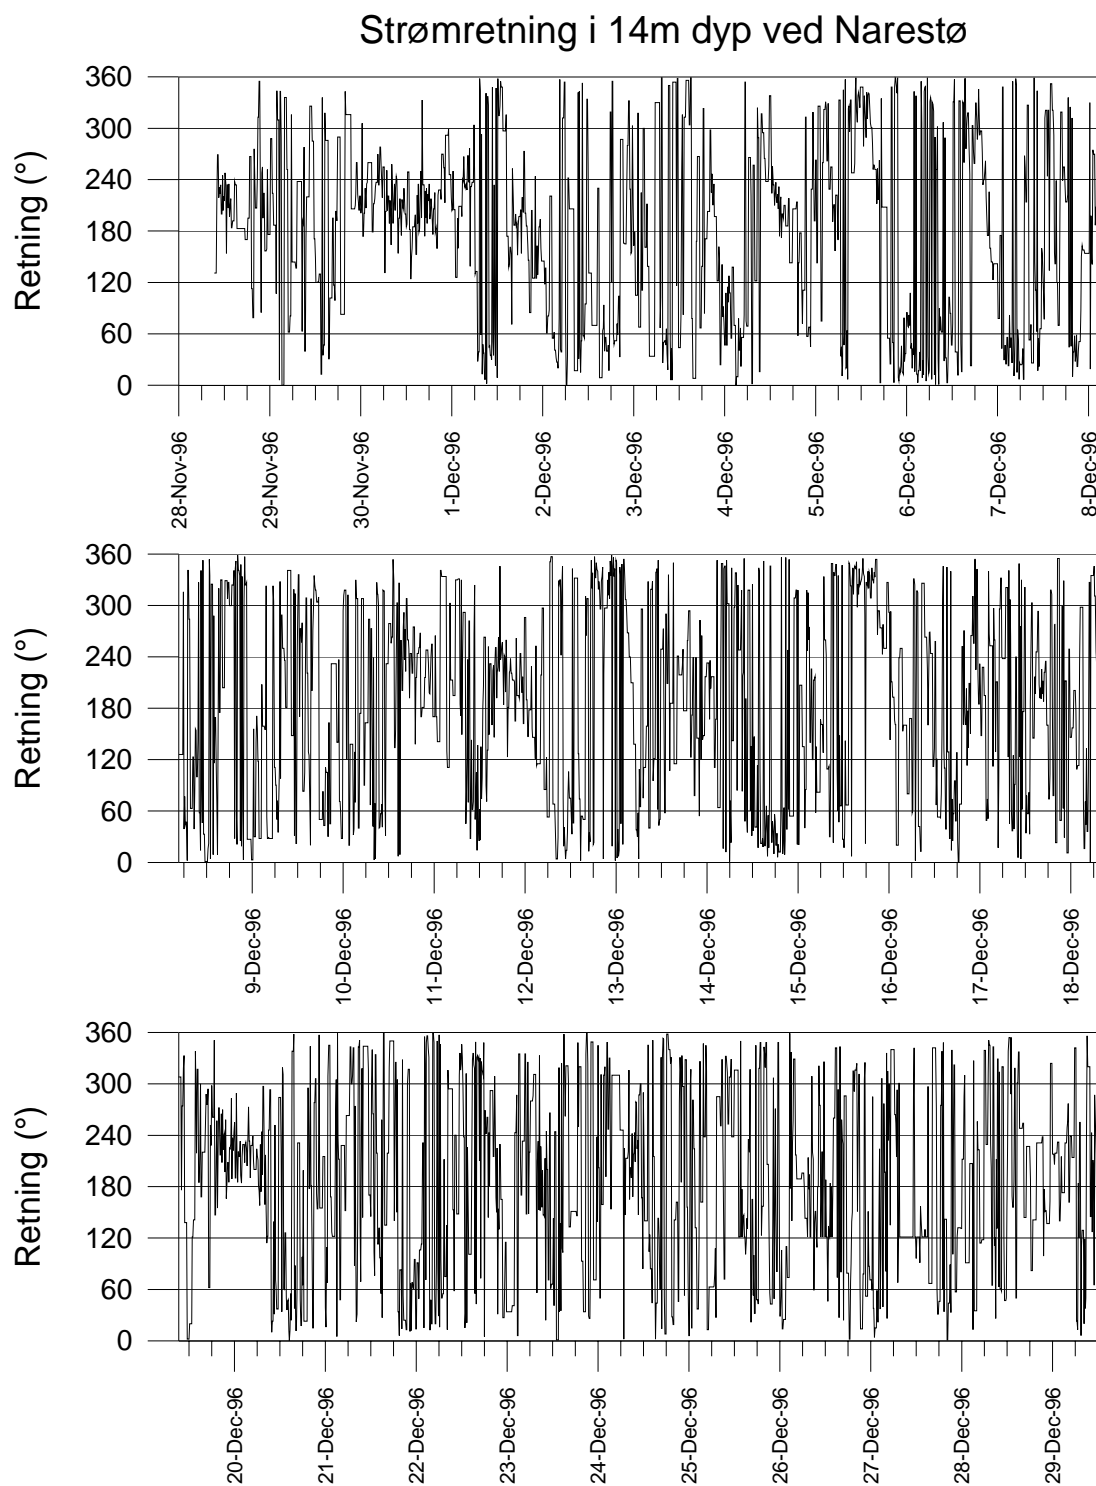 Strømretning i 14m dyp ved Narestø
Retning (°)
360
300
240
180
120
60
0
28-Nov-96
29-Nov-96
30-Nov-96
1-Dec-96
2-Dec-96
3-Dec-96
4-Dec-96
5-Dec-96
6-Dec-96
7-Dec-96
8-Dec-96
Retning (°)
360
300
240
180
120
60
0
9-Dec-96
10-Dec-96
11-Dec-96
12-Dec-96
13-Dec-96
14-Dec-96
15-Dec-96
16-Dec-96
17-Dec-96
18-Dec-96
Retning (°)
360
300
240
180
120
60
0
20-Dec-96
21-Dec-96
22-Dec-96
23-Dec-96
24-Dec-96
25-Dec-96
26-Dec-96
27-Dec-96
28-Dec-96
29-Dec-96